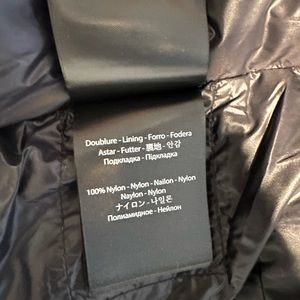 Doublure - Lining - Forro - Fodera
Astar - Futter - 裏地 - 안감
Подкладка - Підкладка
100% Nylon - Nylon - Nailon - Nylon
Naylon - Nylon
ナイロン - 나일론
Полиамидное - Нейлон